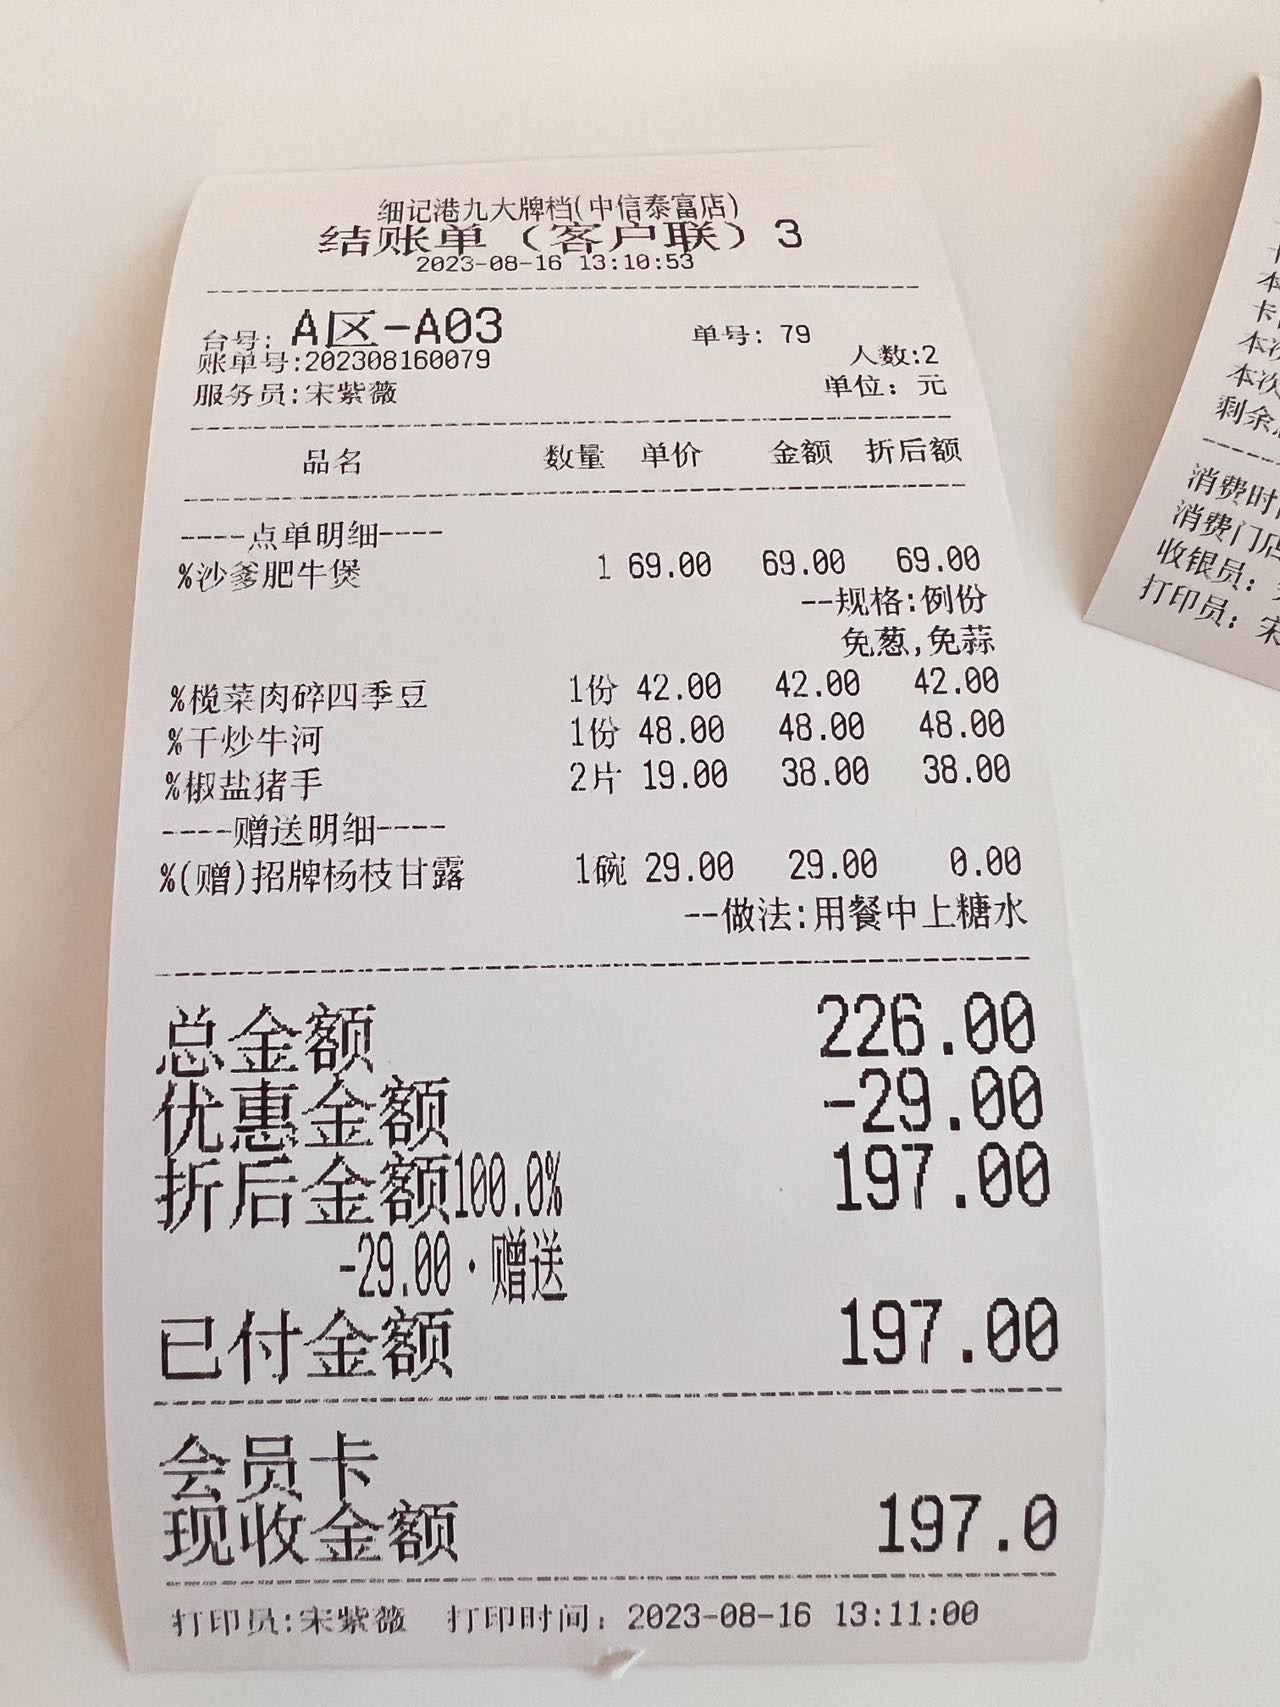 细记港九大牌档(中信泰富店)
结账单（客户联）3
2023-08-16 13:10:53
台号: A区-A03 单号: 79
账单号:202308160079 人数:2
服务员:宋紫薇 单位: 元
品名 数量 单价 金额 折后额
----点单明细----
%沙爹肥牛煲 1 69.00 69.00 69.00
--规格:例份
免葱,免蒜
%榄菜肉碎四季豆 1份 42.00 42.00 42.00
%干炒牛河 1份 48.00 48.00 48.00
%椒盐猪手 2片 19.00 38.00 38.00
----赠送明细----
%(赠)招牌杨枝甘露 1碗 29.00 29.00 0.00
--做法:用餐中上糖水
总金额 226.00
优惠金额 -29.00
折后金额100.0% 197.00
-29.00·赠送
已付金额 197.00
会员卡
现收金额 197.0
打印员:宋紫薇 打印时间: 2023-08-16 13:11:00
卡
本
卡
本次
本次
剩余
消费时
消费门店
收银员:
打印员: 宋